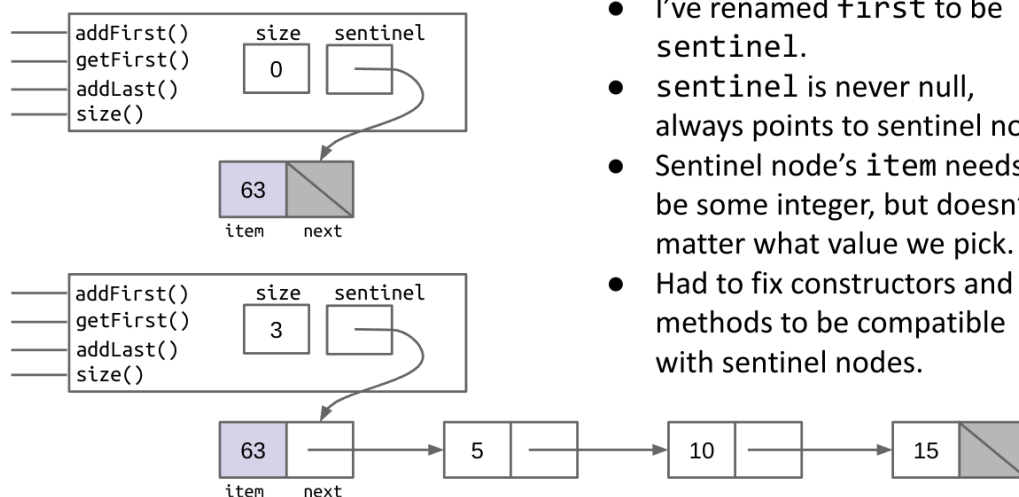 addFirst()
getFirst()
addLast()
size()
size sentinel
0
63
item next
addFirst()
getFirst()
addLast()
size()
size sentinel
3
63 5 10 15
item next
● I've renamed first to be
sentinel.
● sentinel is never null,
always points to sentinel
● Sentinel node's item needs
be some integer, but
matter what value we pick.
● Had to fix constructors and
methods to be compatible
with sentinel nodes.